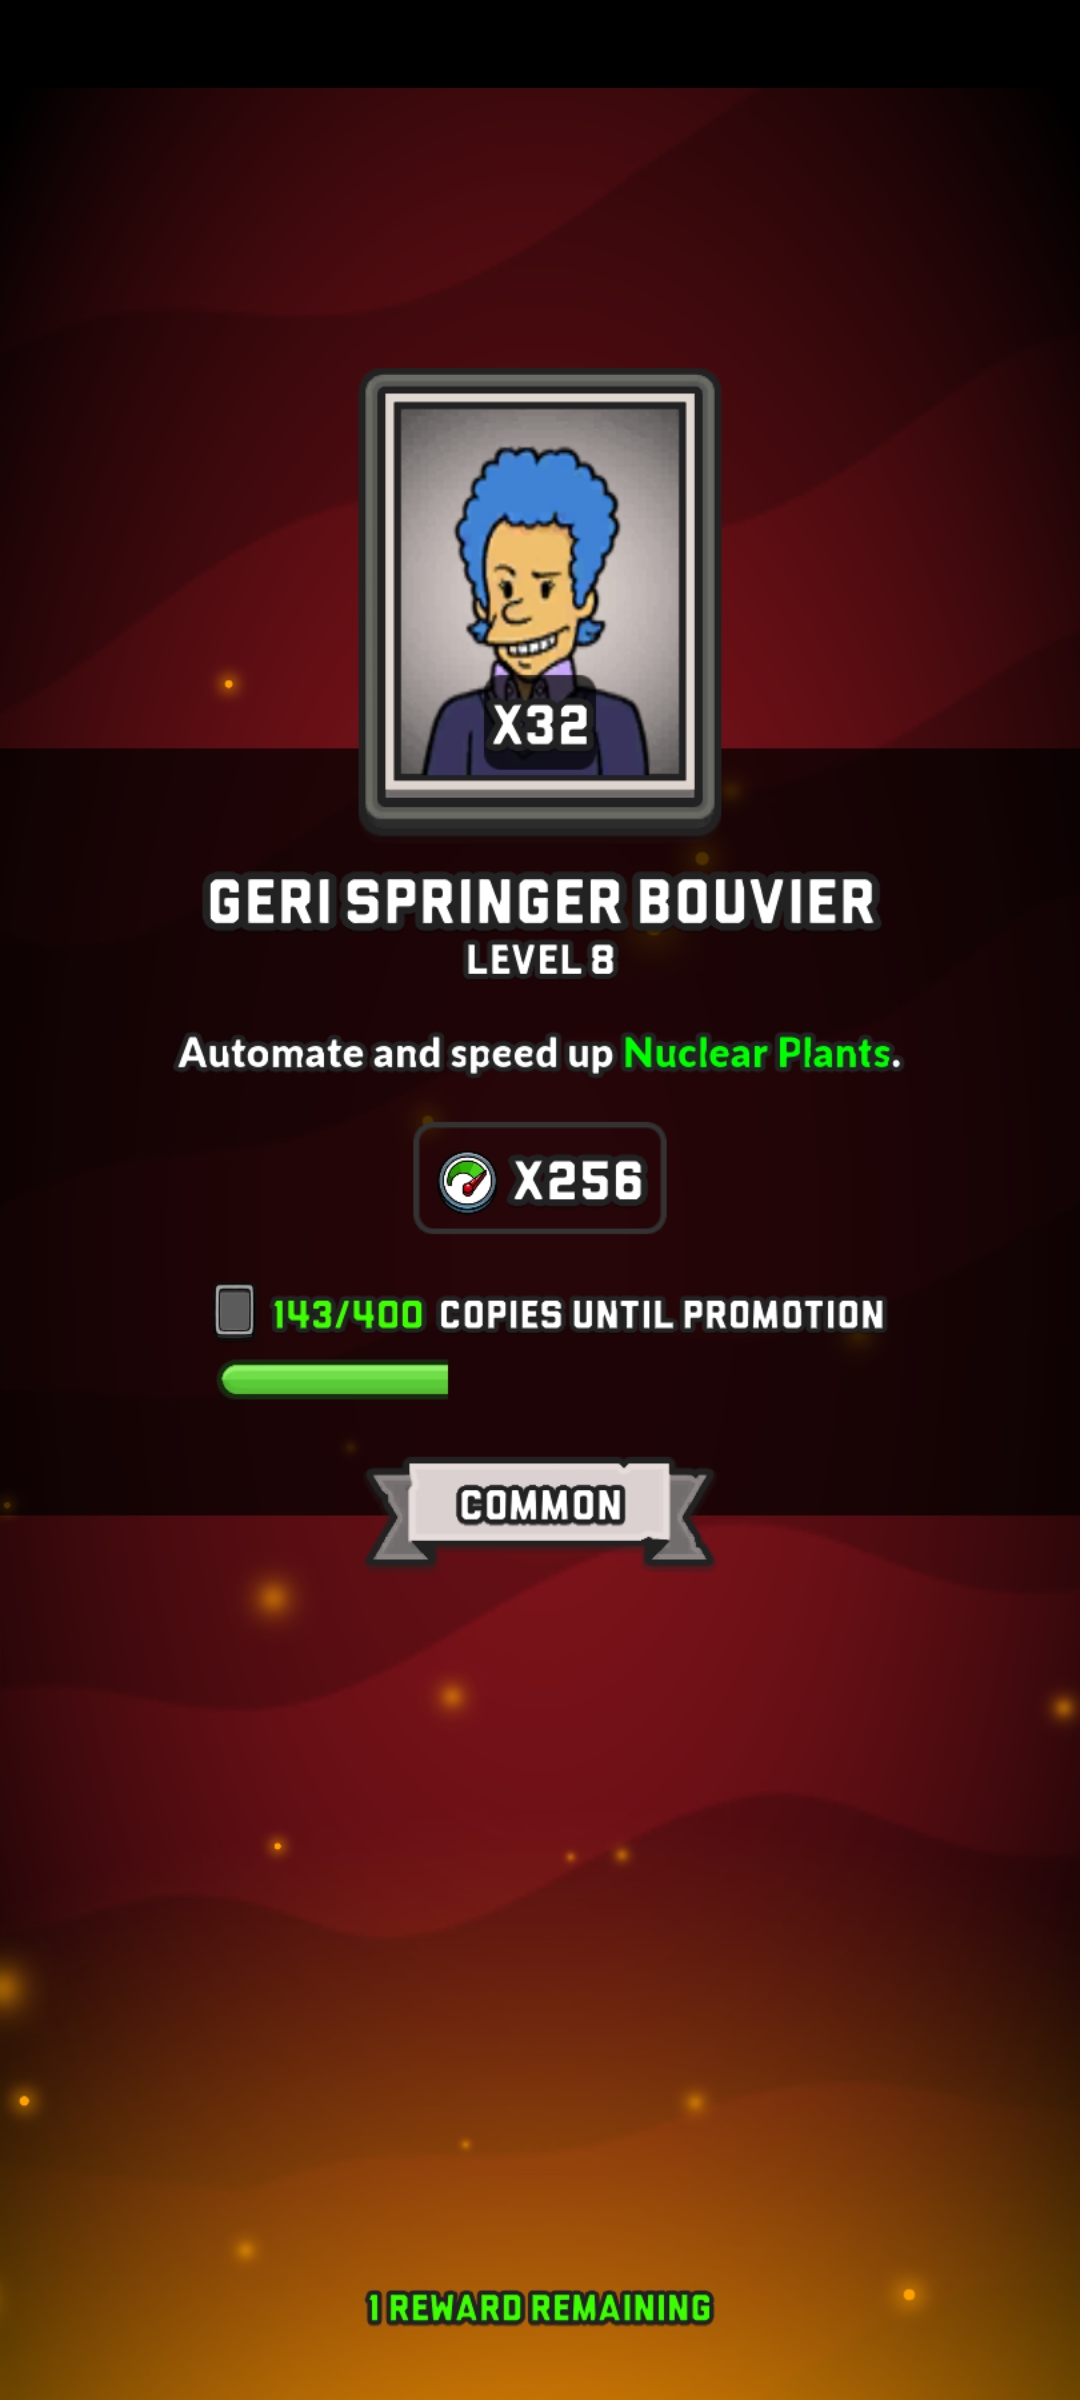 X32
GERI SPRINGER BOUVIER
LEVEL 8
Automate and speed up Nuclear Plants.
X256
143/400 COPIES UNTIL PROMOTION
COMMON
1 REWARD REMAINING